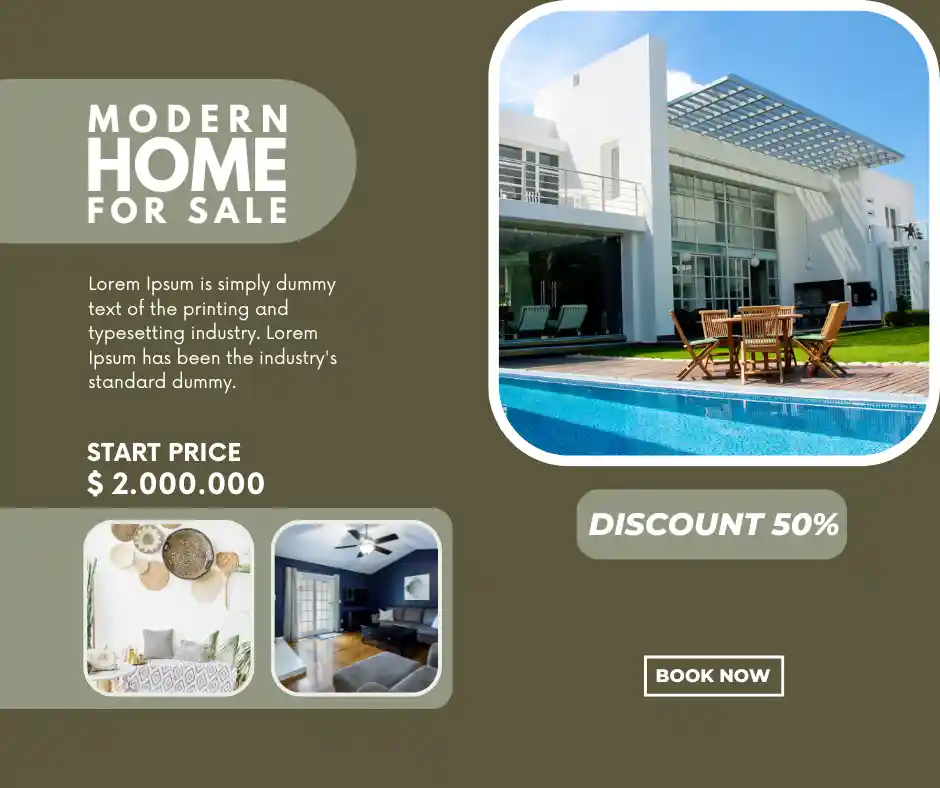 MODERN
HOME
FOR SALE
Lorem Ipsum is simply dummy
text of the printing and
typesetting industry. Lorem
Ipsum has been the industry's
standard dummy.
START PRICE
$ 2.000.000
DISCOUNT 50%
BOOK NOW